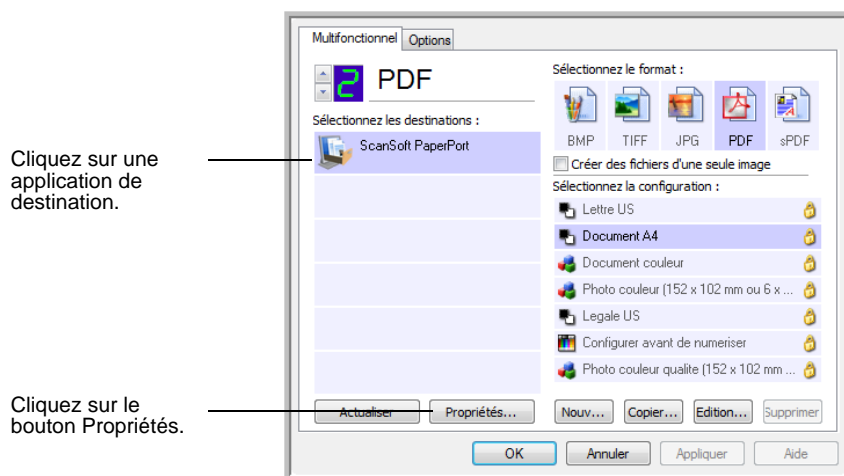 Multifonctionnel Options
2 PDF
Sélectionnez les destinations :
ScanSoft PaperPort
Cliquez sur une
application de
destination.
Sélectionnez le format :
BMP TIFF JPG PDF sPDF
Créer des fichiers d'une seule image
Sélectionnez la configuration :
Lettre US
Document A4
Document couleur
Photo couleur (152 x 102 mm ou 6 x ...
Legale US
Configurer avant de numeriser
Photo couleur qualite (152 x 102 mm ...
Cliquez sur le
bouton Propriétés.
Actualiser Propriétés... Nouv... Copier... Edition... Supprimer
OK Annuler Appliquer Aide